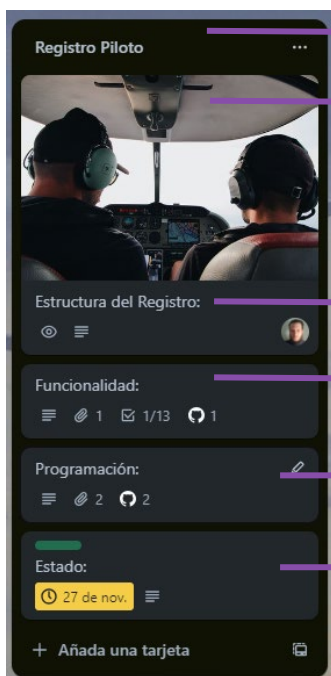 Registro Piloto
Estructura del Registro:
Funcionalidad:
1 1/13 1
Programación:
2 2
Estado:
27 de nov.
Añada una tarjeta